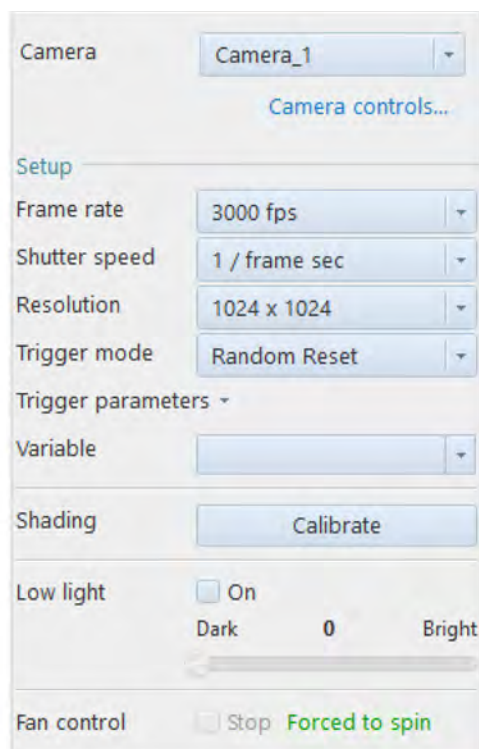 Camera Camera_1
Camera controls...
Setup
Frame rate 3000 fps
Shutter speed 1 / frame sec
Resolution 1024 x 1024
Trigger mode Random Reset
Trigger parameters
Variable
Shading Calibrate
Low light On
Dark 0 Bright
Fan control Stop Forced to spin